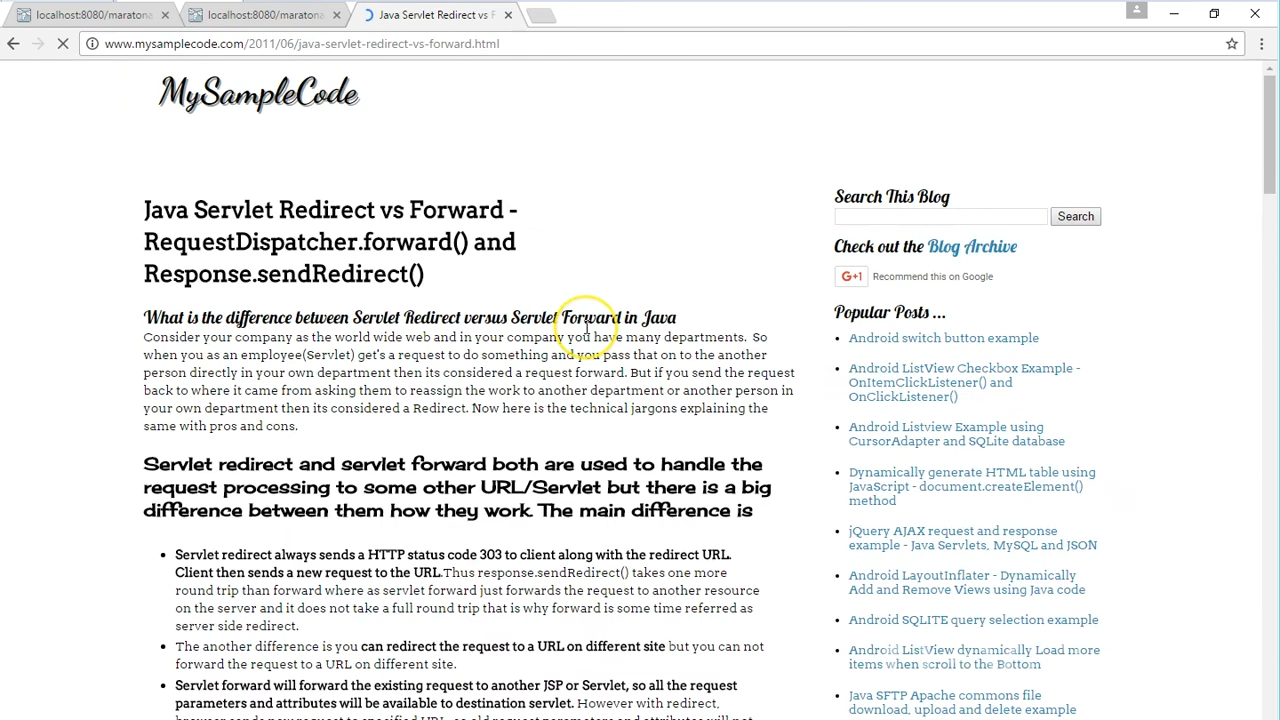 localhost:8080/maratona
localhost:8080/maratona
Java Servlet Redirect vs F
www.mysamplecode.com/2011/06/java-servlet-redirect-vs-forward.html
MySampleCode
Java Servlet Redirect vs Forward -
RequestDispatcher.forward() and
Response.sendRedirect()
What is the difference between Servlet Redirect versus Servlet Forward in Java
Consider your company as the world wide web and in your company you have many departments. So
when you as an employee(Servlet) get's a request to do something and you pass that on to the another
person directly in your own department then its considered a request forward. But if you send the request
back to where it came from asking them to reassign the work to another department or another person in
your own department then its considered a Redirect. Now here is the technical jargons explaining the
same with pros and cons.
Servlet redirect and servlet forward both are used to handle the
request processing to some other URL/Servlet but there is a big
difference between them how they work. The main difference is
Servlet redirect always sends a HTTP status code 303 to client along with the redirect URL.
Client then sends a new request to the URL.Thus response.sendRedirect() takes one more
round trip than forward where as servlet forward just forwards the request to another resource
on the server and it does not take a full round trip that is why forward is some time referred as
server side redirect.
The another difference is you can redirect the request to a URL on different site but you can not
forward the request to a URL on different site.
Servlet forward will forward the existing request to another JSP or Servlet, so all the request
parameters and attributes will be available to destination servlet. However with redirect,
Search This Blog
Search
Check out the Blog Archive
G+1 Recommend this on Google
Popular Posts ...
Android switch button example
Android ListView Checkbox Example -
OnItemClickListener() and
OnClickListener()
Android Listview Example using
CursorAdapter and SQLite database
Dynamically generate HTML table using
JavaScript - document.createElement()
method
jQuery AJAX request and response
example - Java Servlets, MySQL and JSON
Android LayoutInflater - Dynamically
Add and Remove Views using Java code
Android SQLITE query selection example
Android ListView dynamically Load more
items when scroll to the Bottom
Java SFTP Apache commons file
download, upload and delete example